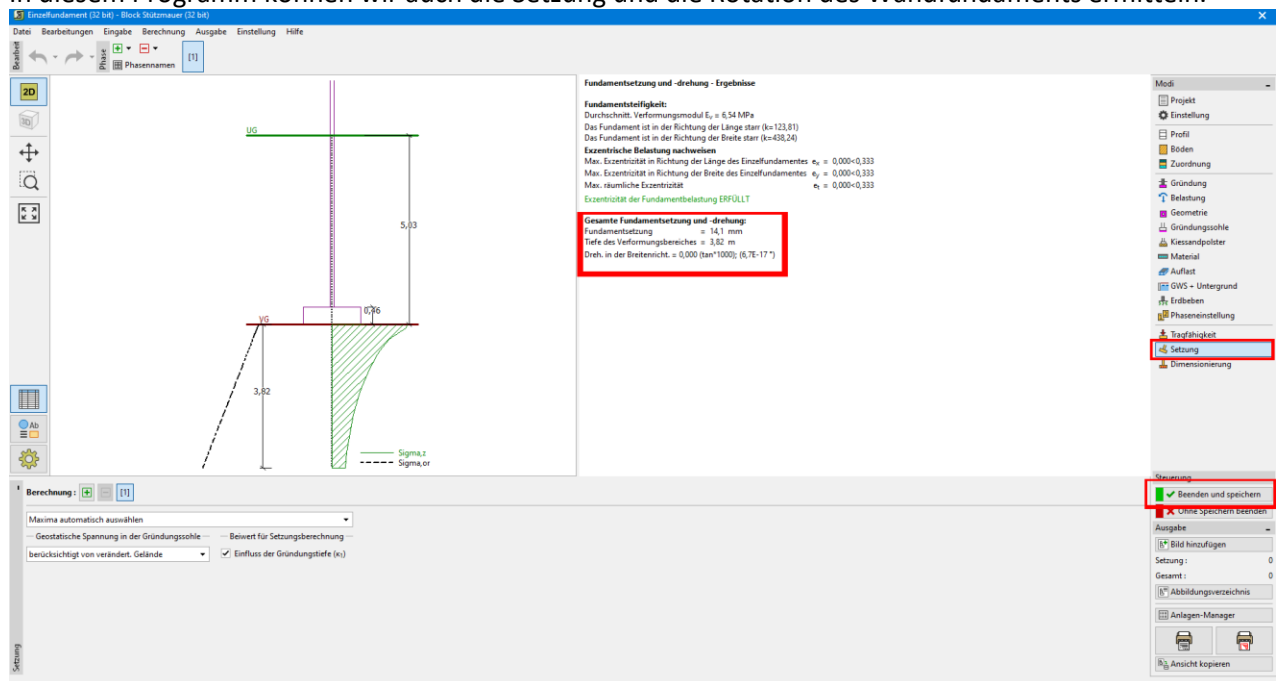 In diesem Programm können wir auch die Setzung und die Rotation des Wandfundaments ermitteln.
Einzelfundament (32 bit) - Block Stützmauer (32 bit)
Datei Bearbeitungen Eingabe Berechnung Ausgabe Einstellung Hilfe
Bearbeit
Phase
Phasennamen
[1]
2D
3D
UG
5,03
0,46
VG
3,82
Sigma,z
Sigma,or
Ab
Fundamentsetzung und -drehung - Ergebnisse
Fundamentsteifigkeit:
Durchschnitt. Verformungsmodul Eᵥ = 6,54 MPa
Das Fundament ist in der Richtung der Länge starr (k=123,81)
Das Fundament ist in der Richtung der Breite starr (k=438,24)
Exzentrische Belastung nachweisen
Max. Exzentrizität in Richtung der Länge des Einzelfundamentes eₓ = 0,000<0,333
Max. Exzentrizität in Richtung der Breite des Einzelfundamentes e_y = 0,000<0,333
Max. räumliche Exzentrizität eₜ = 0,000<0,333
Exzentrizität der Fundamentbelastung ERFÜLLT
Gesamte Fundamentsetzung und -drehung:
Fundamentsetzung = 14,1 mm
Tiefe des Verformungsbereiches = 3,82 m
Dreh. in der Breitenricht. = 0,000 (tan*1000); (6,7E-17 °)
Modi
Projekt
Einstellung
Profil
Böden
Zuordnung
Gründung
Belastung
Geometrie
Gründungssohle
Kiessandpolster
Material
Auflast
GWS + Untergrund
Erdbeben
Phaseneinstellung
Tragfähigkeit
Setzung
Dimensionierung
Steuerung
Beenden und speichern
Ohne Speichern beenden
Ausgabe
Bild hinzufügen
Setzung : 0
Gesamt : 0
Abbildungsverzeichnis
Anlagen-Manager
Ansicht kopieren
Berechnung : [1]
Maxima automatisch auswählen
Geostatische Spannung in der Gründungssohle
Beiwert für Setzungsberechnung
berücksichtigt von verändert. Gelände
Einfluss der Gründungstiefe (κ₁)
Setzung